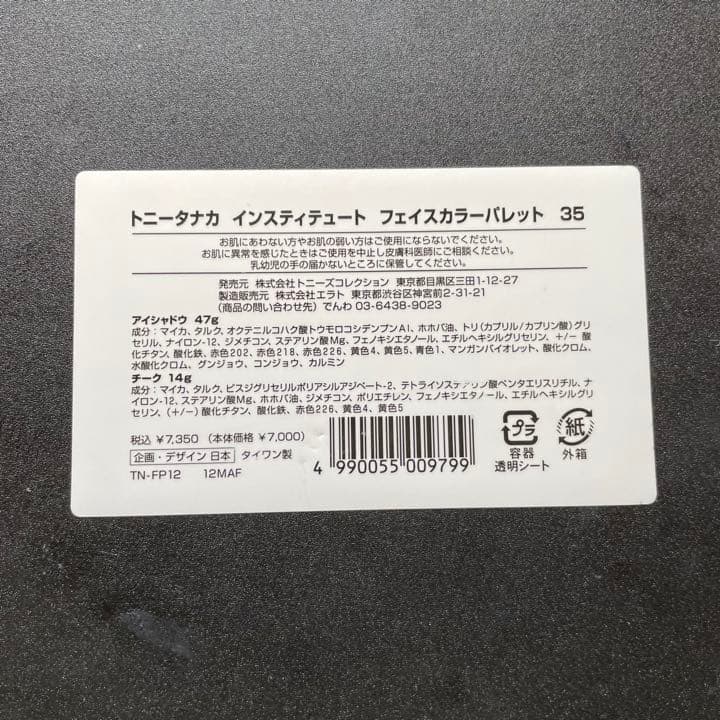 トニータナカ インスティテュート フェイスカラーパレット 35
お肌にあわない方やお肌の弱い方はご使用にならないでください。
お肌に異常を感じたときはご使用を中止し皮膚科医師にご相談ください。
乳幼児の手の届かないところに保管してください。
発売元 株式会社トニーズコレクション 東京都目黒区三田1-12-27
製造販売元 株式会社エラト 東京都渋谷区神宮前2-31-21
(商品の問い合わせ先) でんわ 03-6438-9023
アイシャドウ 47g
成分:マイカ、タルク、オクテニルコハク酸トウモロコシデンプンAl、ホホバ油、トリ(カプリル/カプリン酸)グリ
セリル、ナイロン-12、ジメチコン、ステアリン酸Mg、フェノキシエタノール、エチルヘキシルグリセリン、+/- 酸
化チタン、酸化鉄、赤色202、赤色218、赤色226、黄色4、黄色5、青色1、マンガンバイオレット、酸化クロム、
水酸化クロム、グンジョウ、コンジョウ、カルミン
チーク 14g
成分:マイカ、タルク、ビスジグリセリルポリアシルアジペート-2、テトライソステアリン酸ペンタエリスリチル、ナ
イロン-12、ステアリン酸Mg、ホホバ油、ジメチコン、ポリエチレン、フェノキシエタノール、エチルヘキシルグリ
セリン、(+/-) 酸化チタン、酸化鉄、赤色226、黄色4、黄色5
税込 ¥7,350 (本体価格 ¥7,000)
企画・デザイン 日本 タイワン製
TN-FP12 12MAF
4 990055 009799
プラ
容器
透明シート
紙
外箱